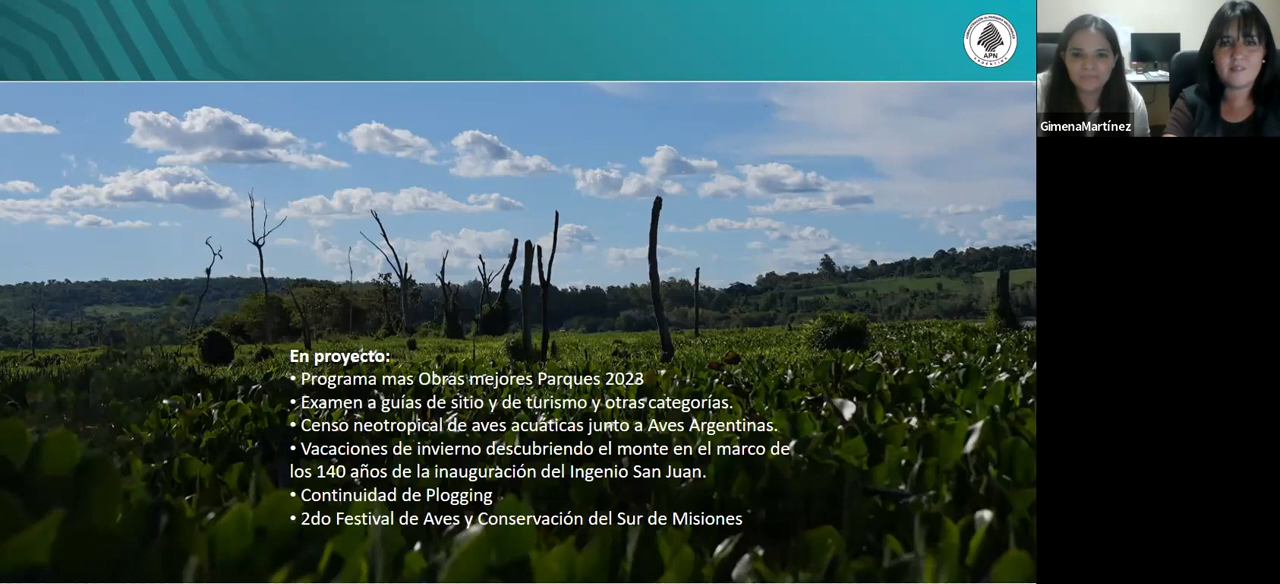 APN
GimenaMartínez
En proyecto:
• Programa mas Obras mejores Parques 2023
• Examen a guías de sitio y de turismo y otras categorías.
• Censo neotropical de aves acuáticas junto a Aves Argentinas.
• Vacaciones de invierno descubriendo el monte en el marco de
los 140 años de la inauguración del Ingenio San Juan.
• Continuidad de Plogging
• 2do Festival de Aves y Conservación del Sur de Misiones